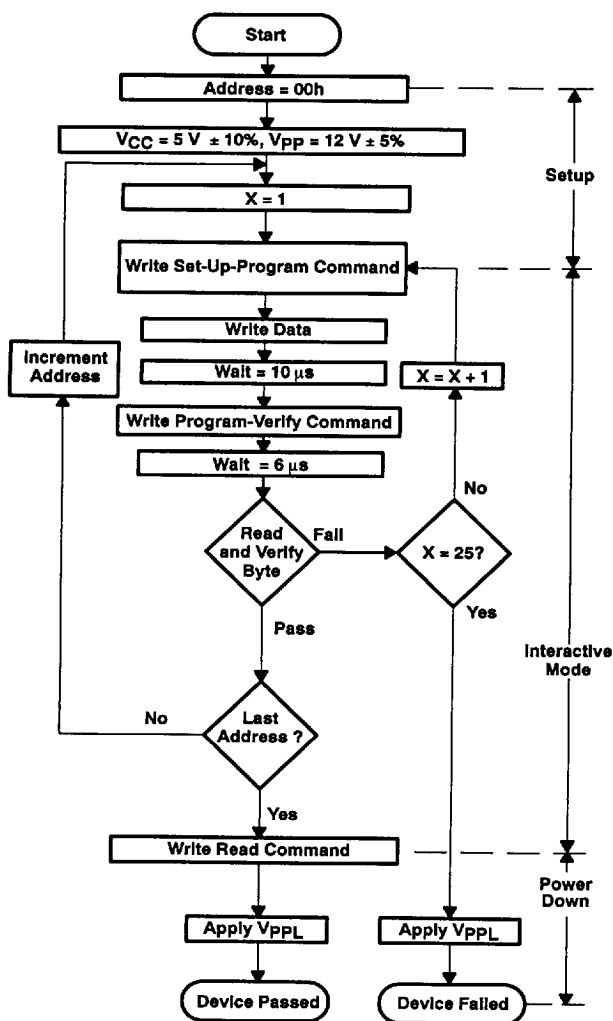 Start
Address = 00h
VCC = 5 V ± 10%, VPP = 12 V ± 5%
Setup
X = 1
Write Set-Up-Program Command
Write Data
Increment
Address
Wait = 10 μs
X = X + 1
Write Program-Verify Command
Wait = 6 μs
No
Read
and Verify
Byte
Fail
X = 25?
Yes
Pass
Interactive
Mode
No
Last
Address ?
Yes
Write Read Command
Power
Down
Apply VPPL
Apply VPPL
Device Passed
Device Failed